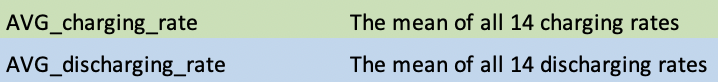 AVG_charging_rate The mean of all 14 charging rates
AVG_discharging_rate The mean of all 14 discharging rates